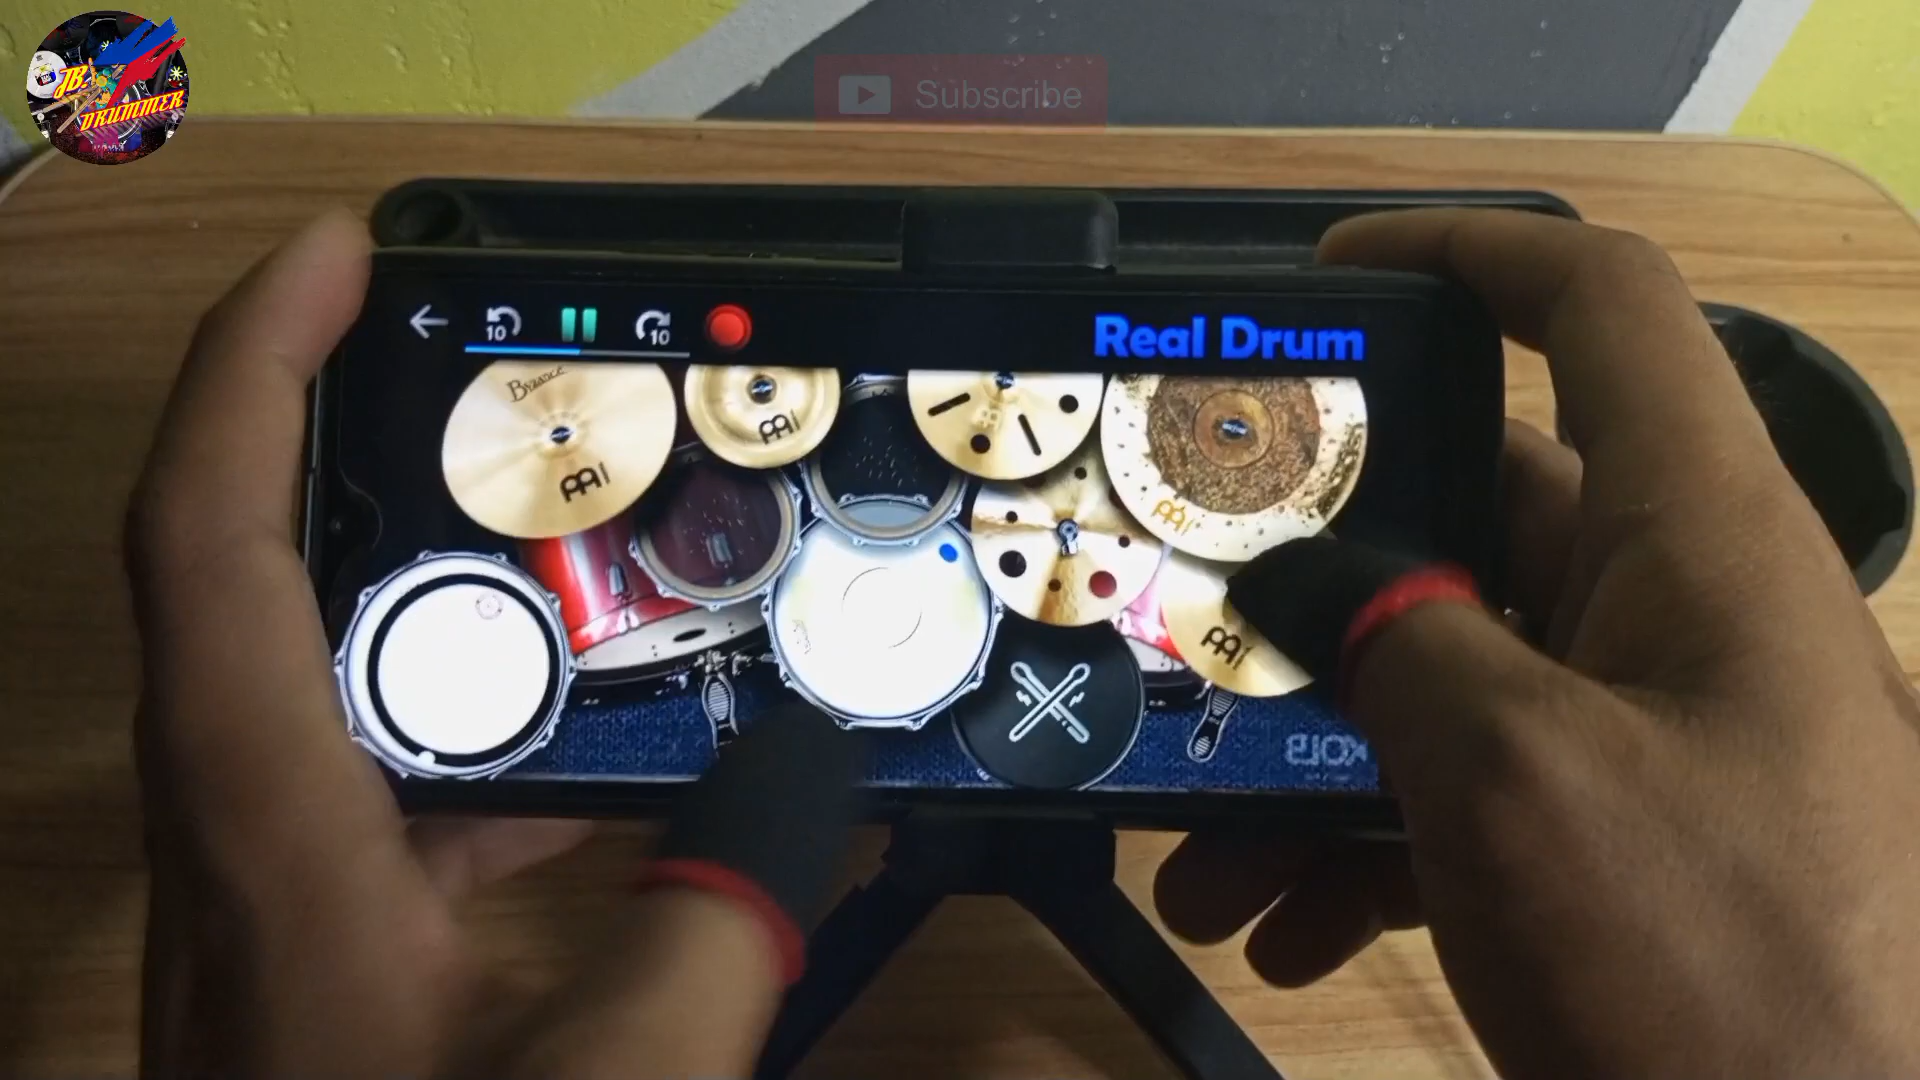 JB.
DRUMMER
Subscribe
10
10
Real Drum
Byzance
KOLB